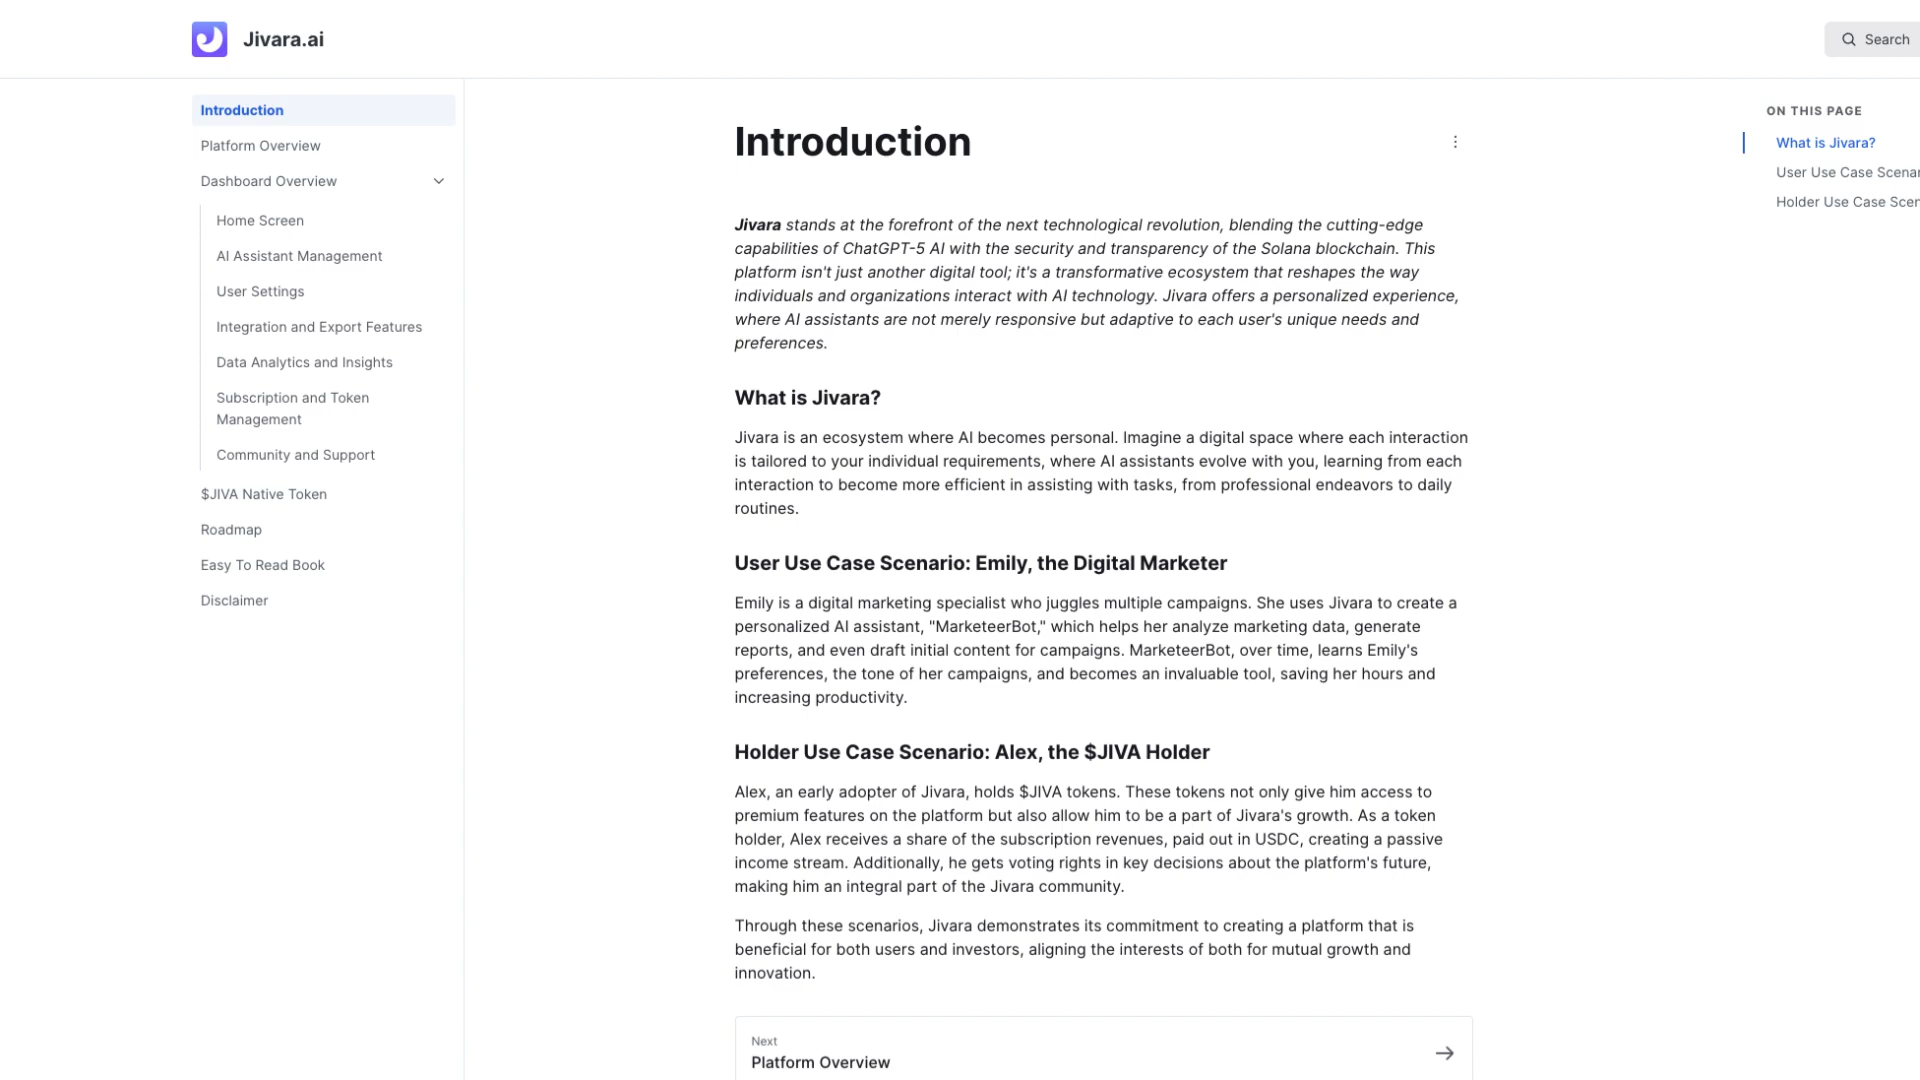 Jivara.ai
Search
Introduction
Platform Overview
Dashboard Overview
Home Screen
AI Assistant Management
User Settings
Integration and Export Features
Data Analytics and Insights
Subscription and Token
Management
Community and Support
$JIVA Native Token
Roadmap
Easy To Read Book
Disclaimer
Introduction
Jivara stands at the forefront of the next technological revolution, blending the cutting-edge
capabilities of ChatGPT-5 AI with the security and transparency of the Solana blockchain. This
platform isn't just another digital tool; it's a transformative ecosystem that reshapes the way
individuals and organizations interact with AI technology. Jivara offers a personalized experience,
where AI assistants are not merely responsive but adaptive to each user's unique needs and
preferences.
What is Jivara?
Jivara is an ecosystem where AI becomes personal. Imagine a digital space where each interaction
is tailored to your individual requirements, where AI assistants evolve with you, learning from each
interaction to become more efficient in assisting with tasks, from professional endeavors to daily
routines.
User Use Case Scenario: Emily, the Digital Marketer
Emily is a digital marketing specialist who juggles multiple campaigns. She uses Jivara to create a
personalized AI assistant, "MarketeerBot," which helps her analyze marketing data, generate
reports, and even draft initial content for campaigns. MarketeerBot, over time, learns Emily's
preferences, the tone of her campaigns, and becomes an invaluable tool, saving her hours and
increasing productivity.
Holder Use Case Scenario: Alex, the $JIVA Holder
Alex, an early adopter of Jivara, holds $JIVA tokens. These tokens not only give him access to
premium features on the platform but also allow him to be a part of Jivara's growth. As a token
holder, Alex receives a share of the subscription revenues, paid out in USDC, creating a passive
income stream. Additionally, he gets voting rights in key decisions about the platform's future,
making him an integral part of the Jivara community.
Through these scenarios, Jivara demonstrates its commitment to creating a platform that is
beneficial for both users and investors, aligning the interests of both for mutual growth and
innovation.
Next
Platform Overview
ON THIS PAGE
What is Jivara?
User Use Case Scenar
Holder Use Case Scen